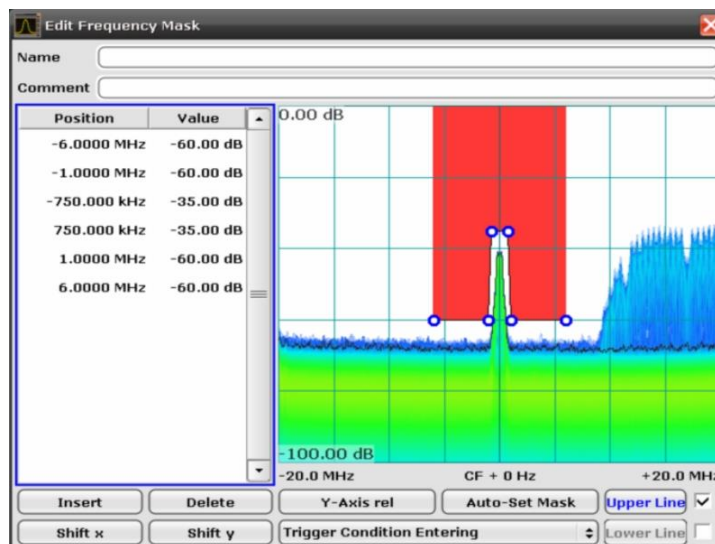 Edit Frequency Mask
Name
Comment
Position Value
-6.0000 MHz -60.00 dB
-1.0000 MHz -60.00 dB
-750.000 kHz -35.00 dB
750.000 kHz -35.00 dB
1.0000 MHz -60.00 dB
6.0000 MHz -60.00 dB
0.00 dB
-100.00 dB
-20.0 MHz CF + 0 Hz +20.0 MHz
Insert Delete Y-Axis rel Auto-Set Mask Upper Line
Shift x Shift y Trigger Condition Entering Lower Line